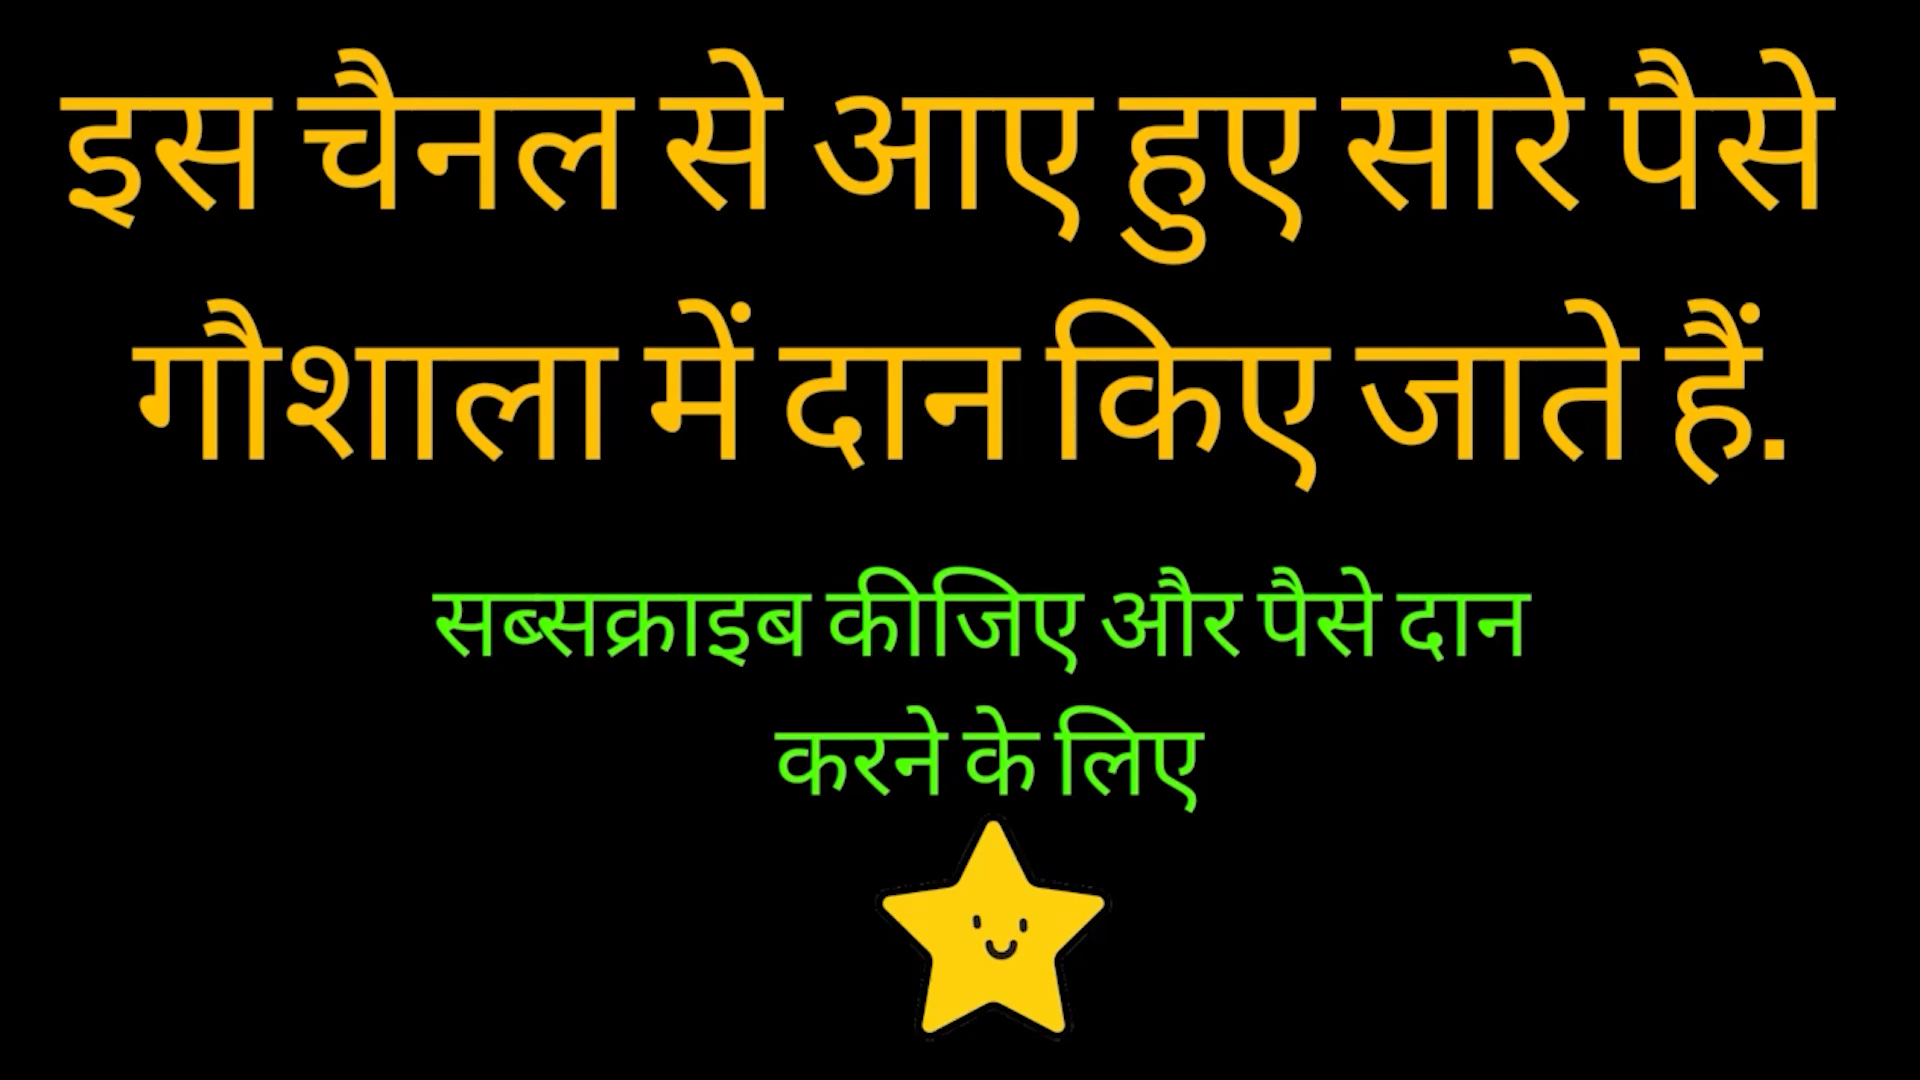 इस चैनल से आए हुए सारे पैसे
गौशाला में दान किए जाते हैं.
सब्सक्राइब कीजिए और पैसे दान
करने के लिए